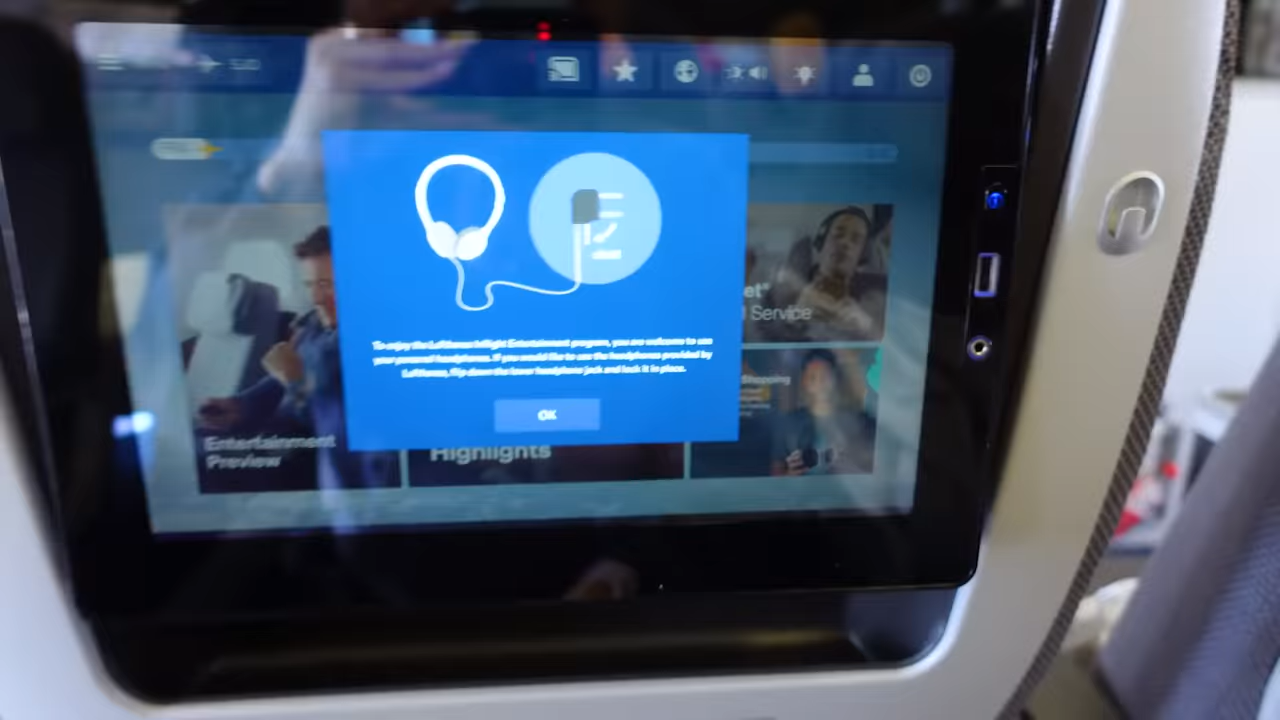 To enjoy the Lufthansa Inflight Entertainment program, you are welcome to use
your personal headphones. If you would like to use the headphones provided by
Lufthansa, flip down the lower headphone jack and lock it in place.
OK
et"
Service
Shopping
Entertainment
Preview
Highlights